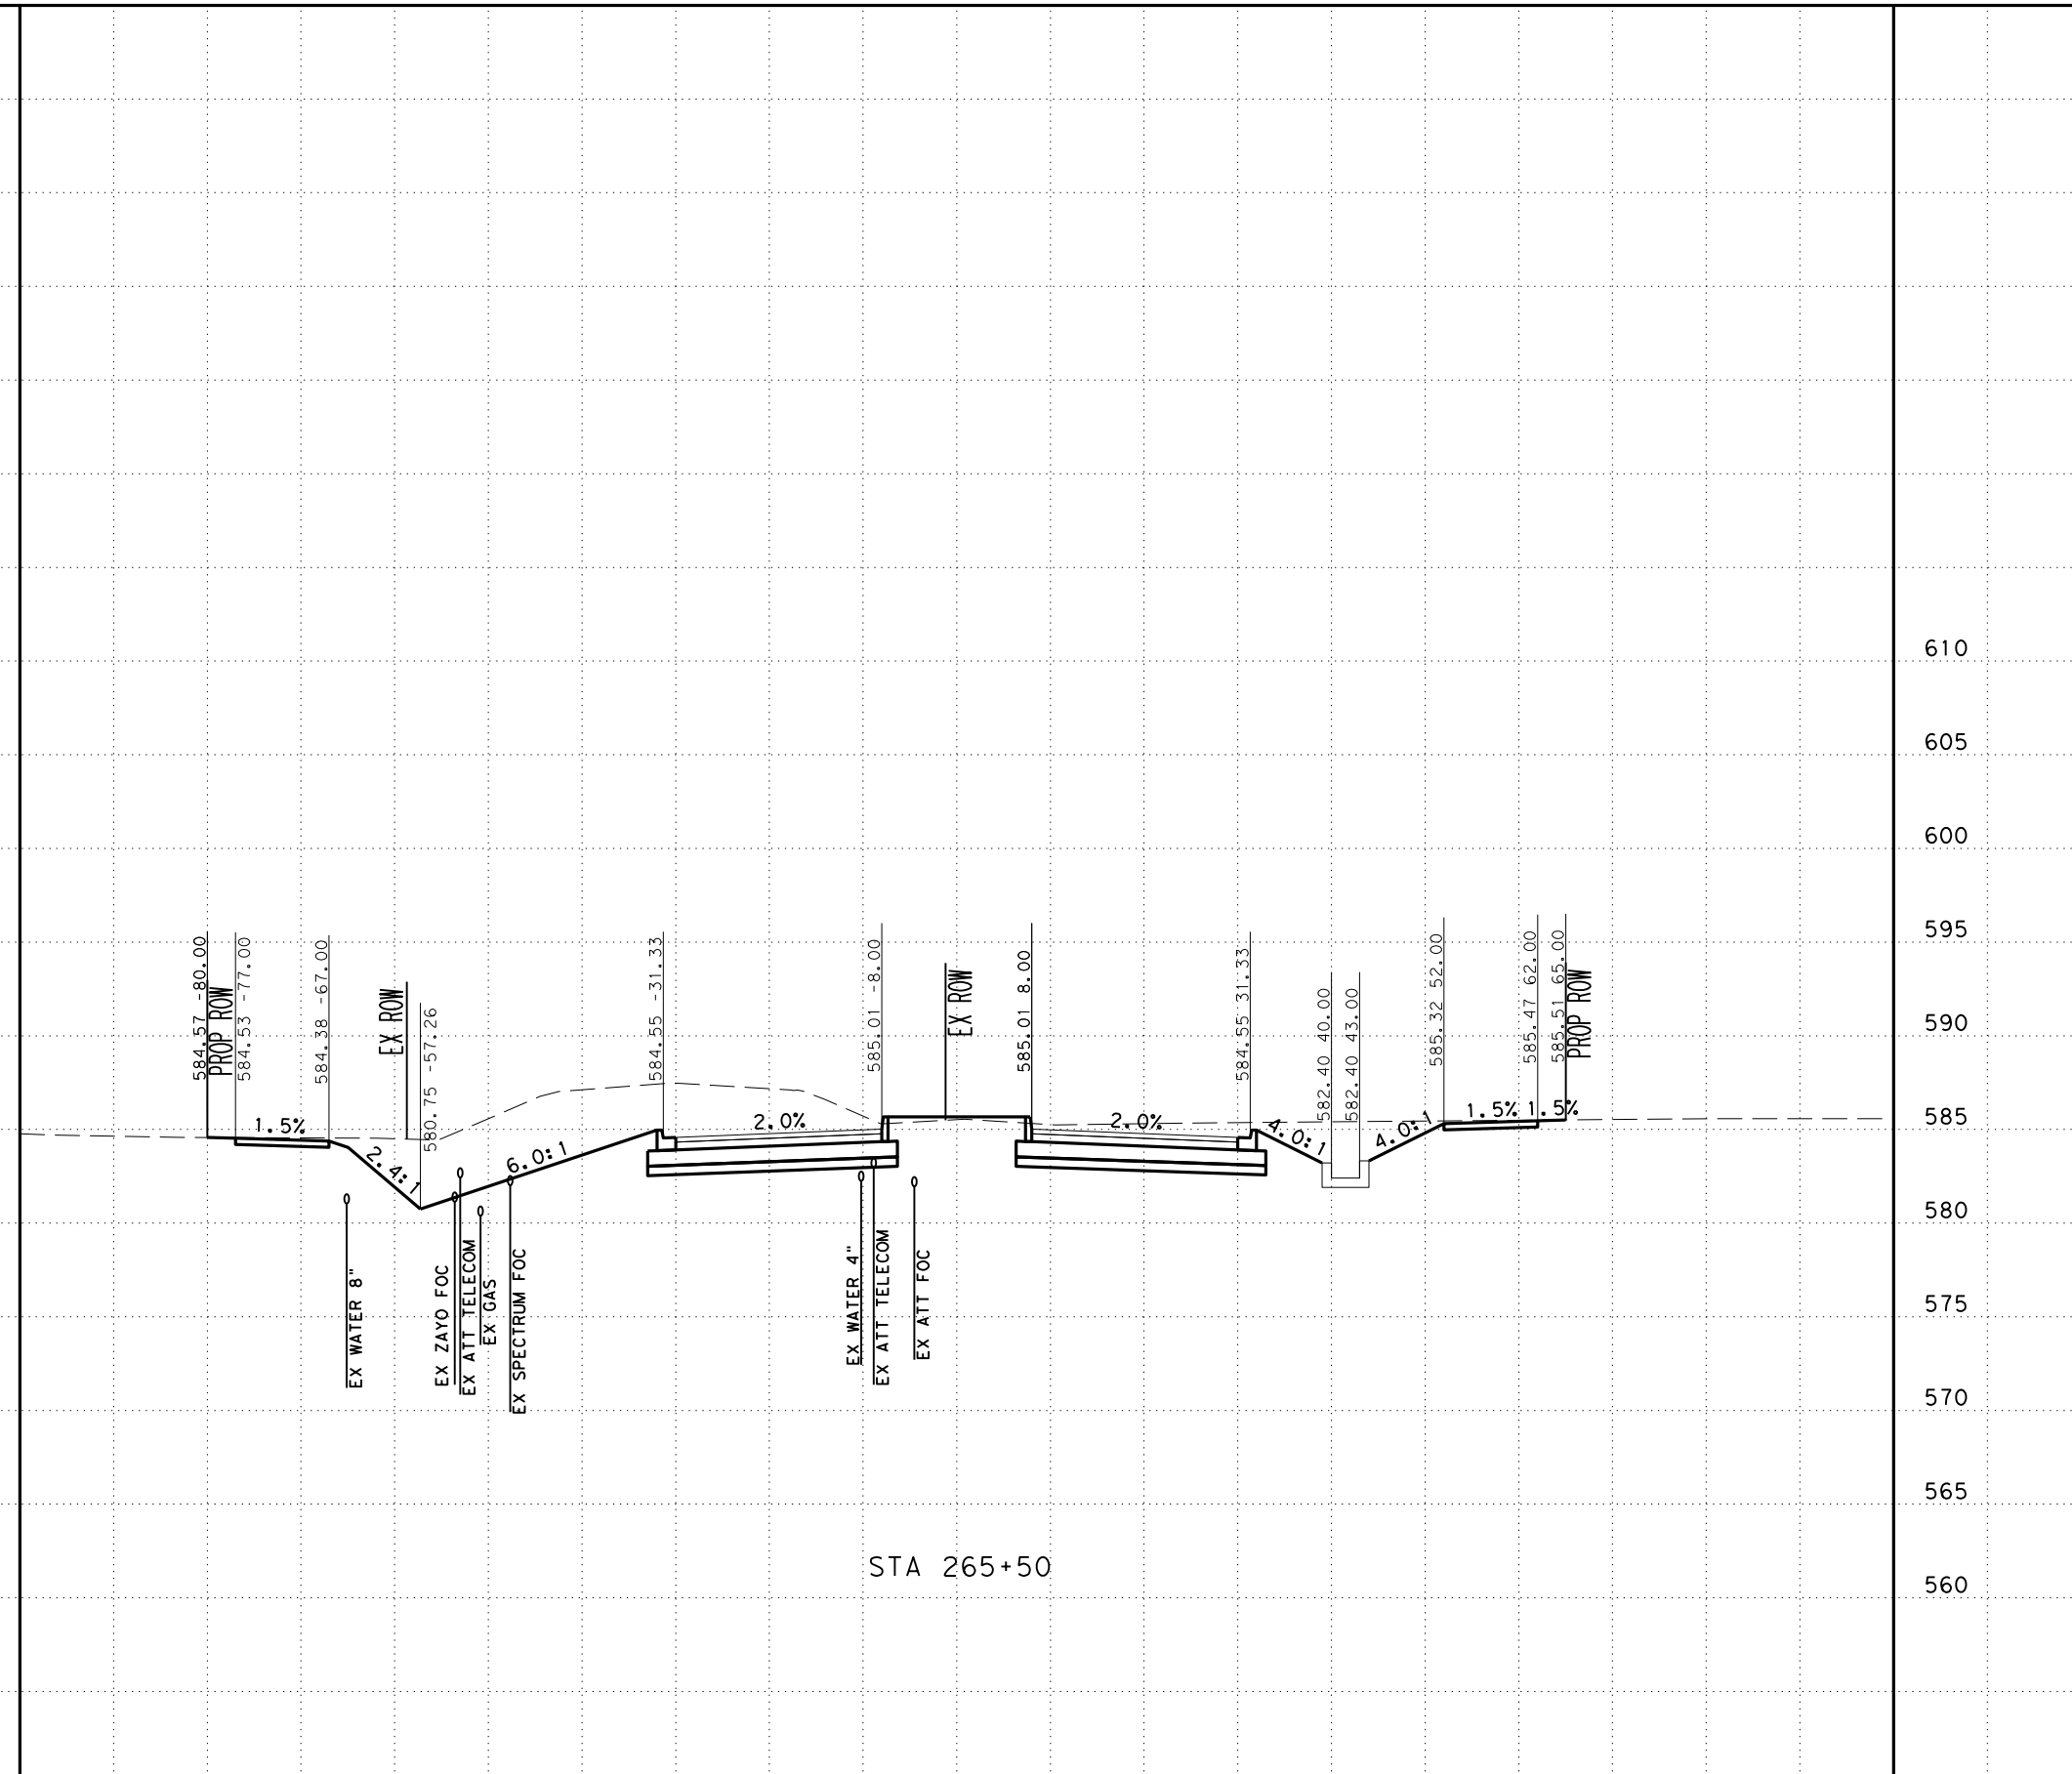 610
605
600
595
590
585
580
575
570
565
560
584.57 -80.00
PROP ROW
584.53 -77.00
584.38 -67.00
EX ROW
580.75 -57.26
584.55 -31.33
585.01 -8.00
EX ROW
585.01 8.00
584.55 31.33
582.40 40.00
582.40 43.00
585.32 52.00
585.47 62.00
585.51 65.00
PROP ROW
1.5%
2.4:1
6.0:1
2.0%
2.0%
4.0:1
4.0:1
1.5%
1.5%
EX WATER 8"
EX ZAYO FOC
EX ATT TELECOM
EX GAS
EX SPECTRUM FOC
EX WATER 4"
EX ATT TELECOM
EX ATT FOC
STA 265+50